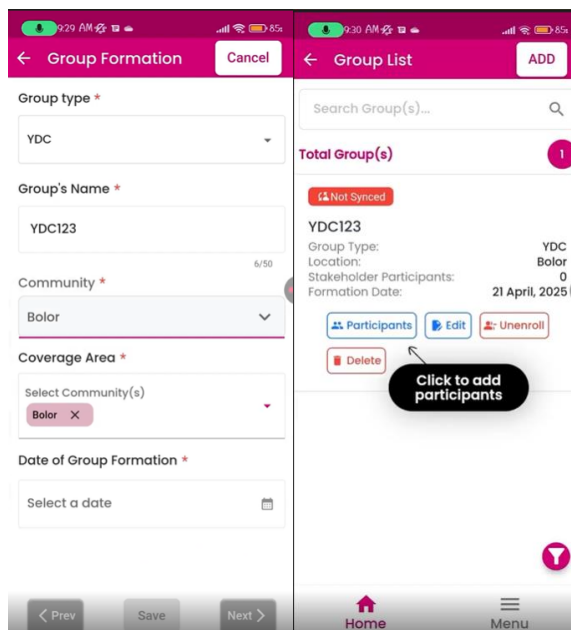 9:29 AM 85%
Group Formation
Cancel
Group type *
YDC
Group's Name *
YDC123
6/50
Community *
Bolor
Coverage Area *
Select Community(s)
Bolor X
Date of Group Formation *
Select a date
< Prev
Save
Next >
9:30 AM 85%
Group List
ADD
Search Group(s)...
Total Group(s)
1
Not Synced
YDC123
Group Type: YDC
Location: Bolor
Stakeholder Participants: 0
Formation Date: 21 April, 2025
Participants
Edit
Unenroll
Delete
Click to add
participants
Home
Menu